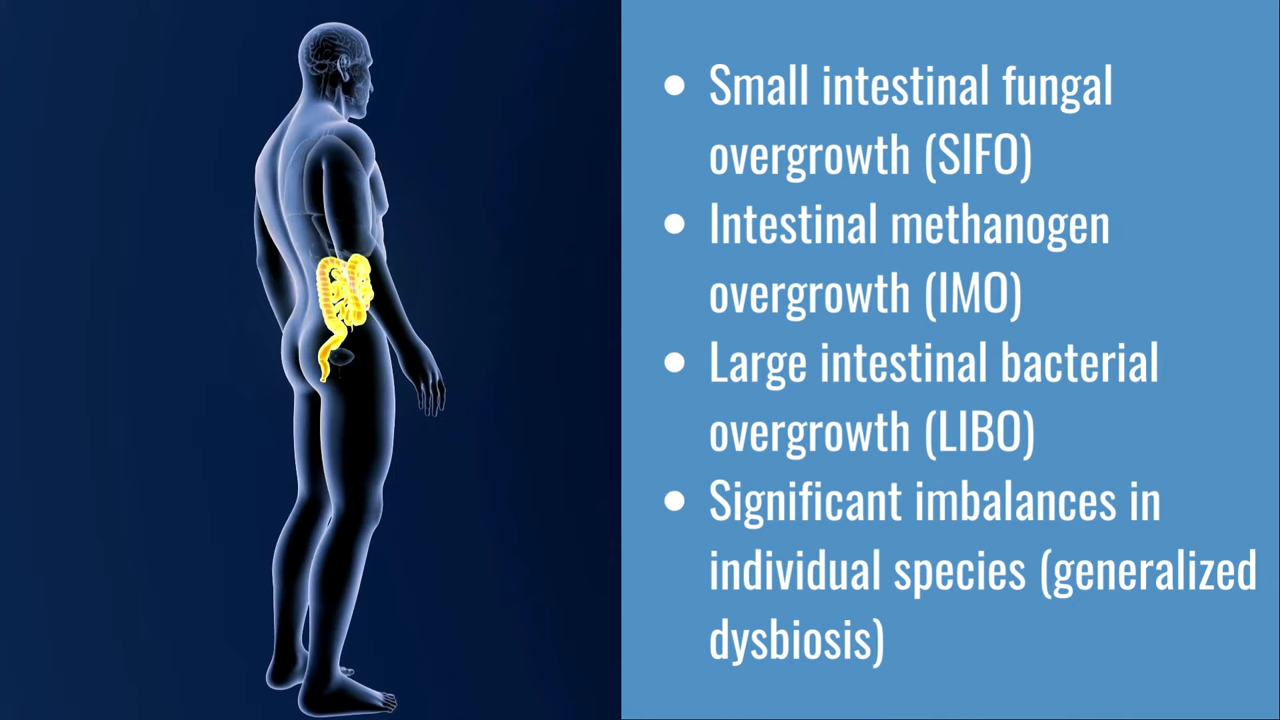 • Small intestinal fungal
overgrowth (SIFO)
• Intestinal methanogen
overgrowth (IMO)
• Large intestinal bacterial
overgrowth (LIBO)
• Significant imbalances in
individual species (generalized
dysbiosis)